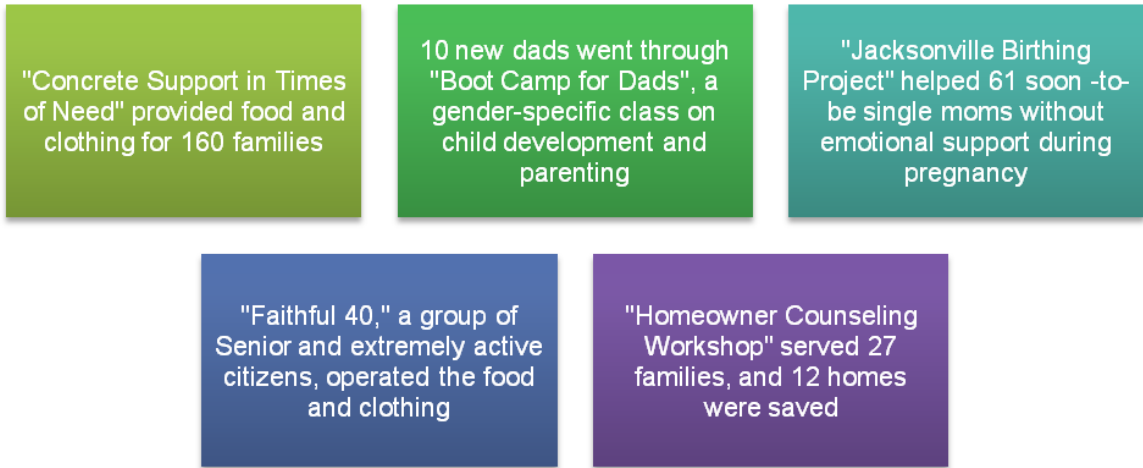 "Concrete Support in Times
of Need" provided food and
clothing for 160 families
10 new dads went through
"Boot Camp for Dads", a
gender-specific class on
child development and
parenting
"Jacksonville Birthing
Project" helped 61 soon -to-
be single moms without
emotional support during
pregnancy
"Faithful 40," a group of
Senior and extremely active
citizens, operated the food
and clothing
"Homeowner Counseling
Workshop" served 27
families, and 12 homes
were saved